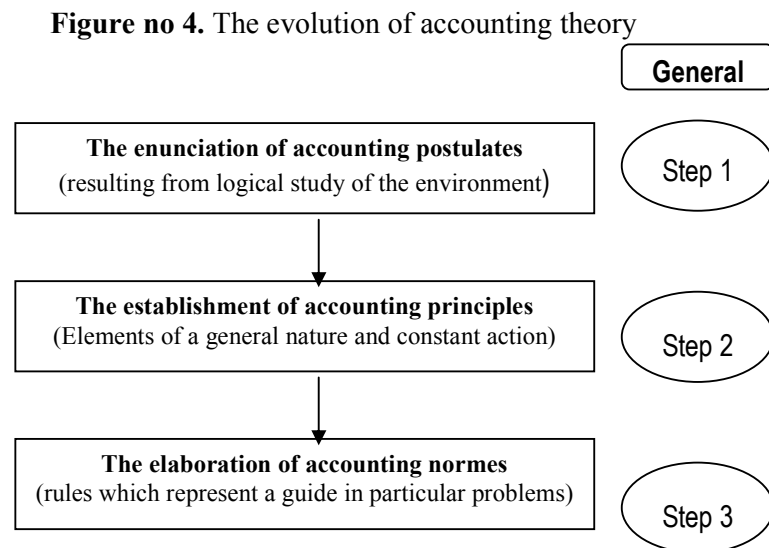 Figure no 4. The evolution of accounting theory
General
The enunciation of accounting postulates
(resulting from logical study of the environment)
Step 1
The establishment of accounting principles
(Elements of a general nature and constant action)
Step 2
The elaboration of accounting normes
(rules which represent a guide in particular problems)
Step 3